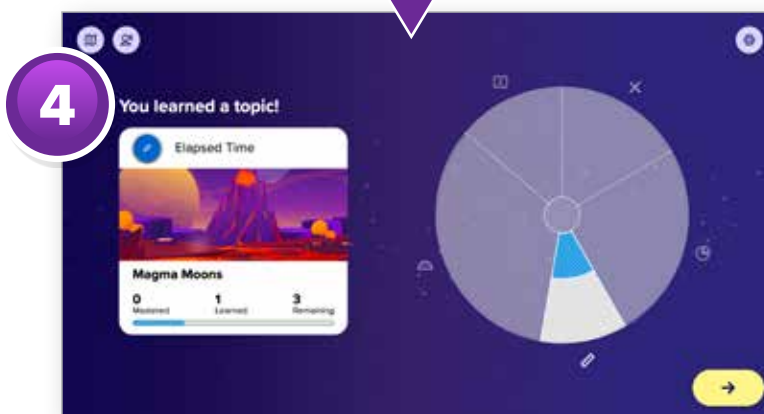 4
You learned a topic!
Elapsed Time
Magma Moons
0 1 3
Mastered Learned Remaining